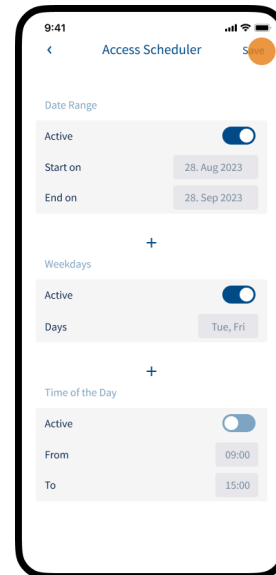 9:41
Access Scheduler Save
Date Range
Active
Start on 28. Aug 2023
End on 28. Sep 2023
+
Weekdays
Active
Days Tue, Fri
+
Time of the Day
Active
From 09:00
To 15:00